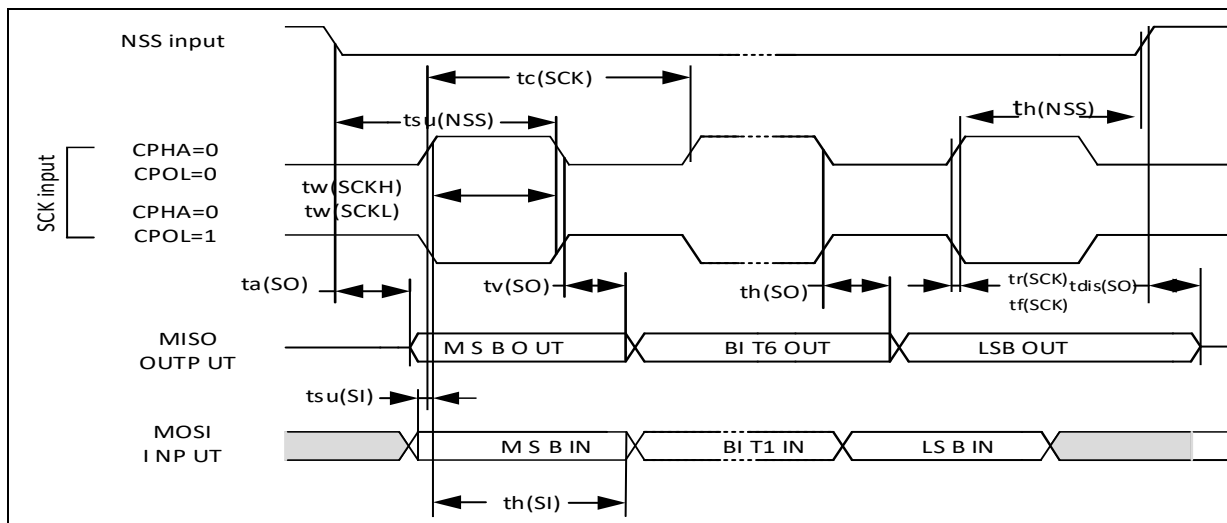 NSS input
tc(SCK)
tsu(NSS)
th(NSS)
SCK input
CPHA=0
CPOL=0
CPHA=0
CPOL=1
tw(SCKH)
tw(SCKL)
ta(SO)
tv(SO)
th(SO)
tr(SCK)
tf(SCK)
tdis(SO)
MISO
OUTP UT
M S B O UT
BI T6 OUT
LSB OUT
tsu(SI)
MOSI
I NP UT
M S B IN
BI T1 IN
LS B IN
th(SI)